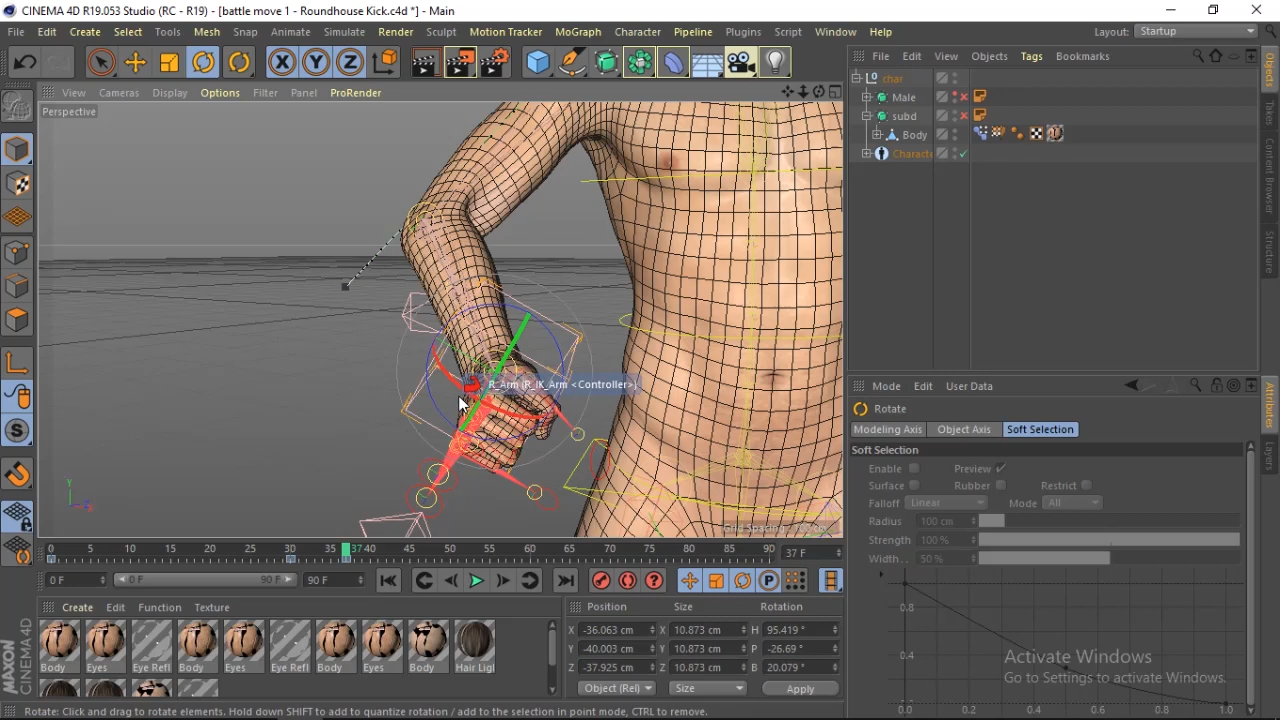 CINEMA 4D R19.053 Studio (RC - R19) - [battle move 1 - Roundhouse Kick.c4d *] - Main
File Edit Create Select Tools Mesh Snap Animate Simulate Render Sculpt Motion Tracker MoGraph Character Pipeline Plugins Script Window Help Layout: Startup
X Y Z
File Edit View Objects Tags Bookmarks
View Cameras Display Options Filter Panel ProRender
Perspective
char
Male
subd
Body
Characte
Objects
Takes
Content Browser
Structure
R_Arm (R_IK_Arm <Controller>)
Mode Edit User Data
Rotate
Modeling Axis Object Axis Soft Selection
Soft Selection
Enable Preview
Surface Rubber Restrict
Falloff Linear Mode All
Radius 100 cm
Strength 100 %
Width . . 50 %
0.8
0.4
0.0 0.2 0.4 0.6 0.8 1.0
Attributes
Layers
Activate Windows
Go to Settings to activate Windows.
Y
S
0 5 10 15 20 25 30 35 37 40 45 50 55 60 65 70 75 80 85 90 37 F
0 F 0 F 90 F 90 F
P
Create Edit Function Texture
Body Eyes Eye Refl Body Eyes Eye Refl Body Eyes Body Hair Ligl
Position Size Rotation
X -36.063 cm X 10.873 cm H 95.419 °
Y -40.003 cm Y 10.873 cm P -26.69 °
Z -37.925 cm Z 10.873 cm B 20.079 °
Object (Rel) Size Apply
MAXON CINEMA4D
Rotate: Click and drag to rotate elements. Hold down SHIFT to add to quantize rotation / add to the selection in point mode, CTRL to remove.